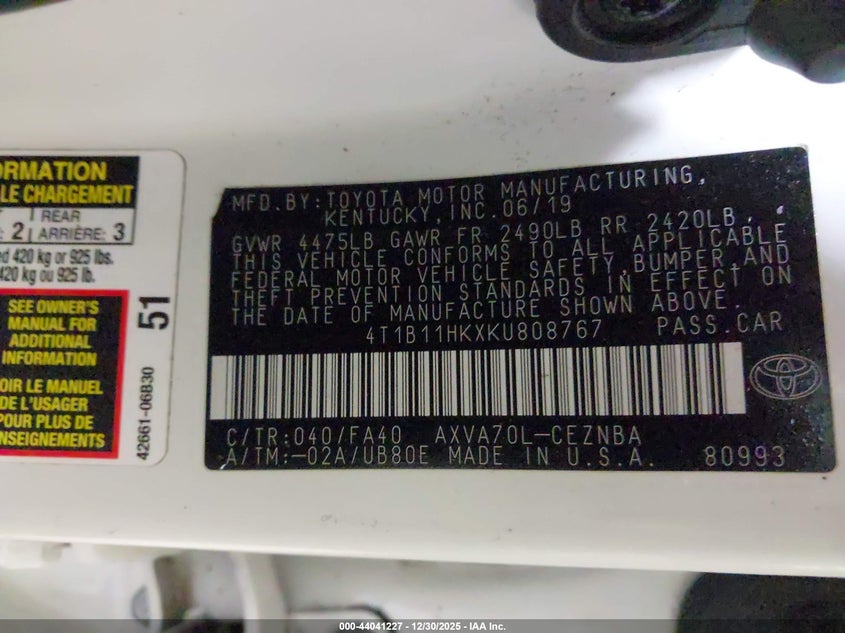 ORMATION
LE CHARGEMENT
2
REAR
ARRIÈRE: 3
ed 420 kg or 925 lbs.
420 kg ou 925 lb.
SEE OWNER'S
MANUAL FOR
ADDITIONAL
INFORMATION
OIR LE MANUEL
DE L'USAGER
POUR PLUS DE
NSEIGNEMENTS
51
42661-06B30
MFD.BY:TOYOTA MOTOR MANUFACTURING,
KENTUCKY,INC.06/19
GVWR 4475LB GAWR FR 2490LB RR 2420LB
THIS VEHICLE CONFORMS TO ALL APPLICABLE
FEDERAL MOTOR VEHICLE SAFETY,BUMPER,AND
THEFT PREVENTION STANDARDS IN EFFECT ON
THE DATE OF MANUFACTURE SHOWN ABOVE.
4T1B11HKXKU808767 PASS.CAR
C/TR:040/FA40 AXVA70L-CEZNBA
A/TM:-02A/UB80E MADE IN U.S.A. 80993
000-44041227 - 12/30/2025 - IAA Inc.